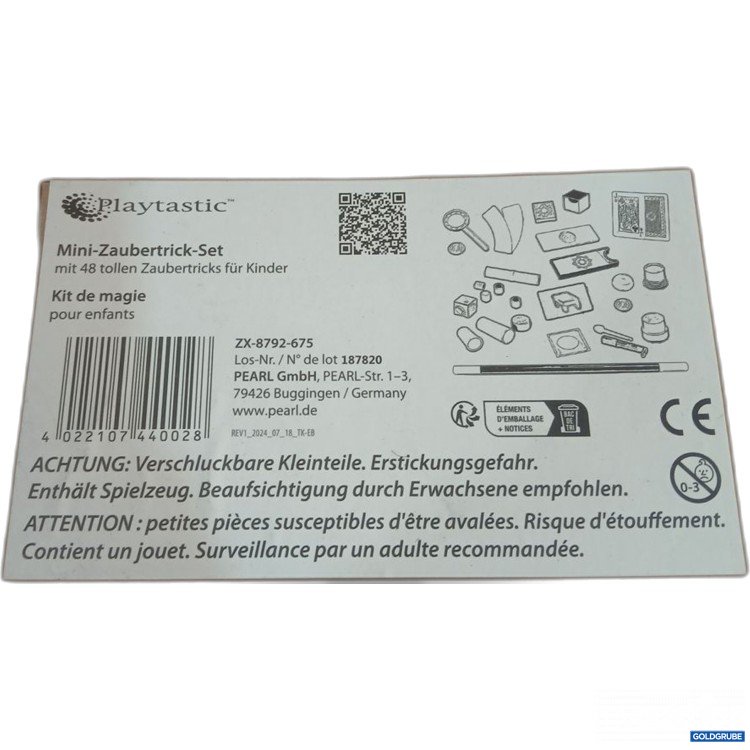 Playtastic™
Mini-Zaubertrick-Set
mit 48 tollen Zaubertricks für Kinder
Kit de magie
pour enfants
4 022107 440028
ZX-8792-675
Los-Nr. / N° de lot 187820
PEARL GmbH, PEARL-Str. 1–3,
79426 Buggingen / Germany
www.pearl.de
REV1_2024_07_18_TK-EB
ÉLÉMENTS
D'EMBALLAGE
+ NOTICES
BAC
DE
TRI
CE
0-3
ACHTUNG: Verschluckbare Kleinteile. Erstickungsgefahr.
Enthält Spielzeug. Beaufsichtigung durch Erwachsene empfohlen.
ATTENTION : petites pièces susceptibles d'être avalées. Risque d'étouffement.
Contient un jouet. Surveillance par un adulte recommandée.
GOLDGRUBE